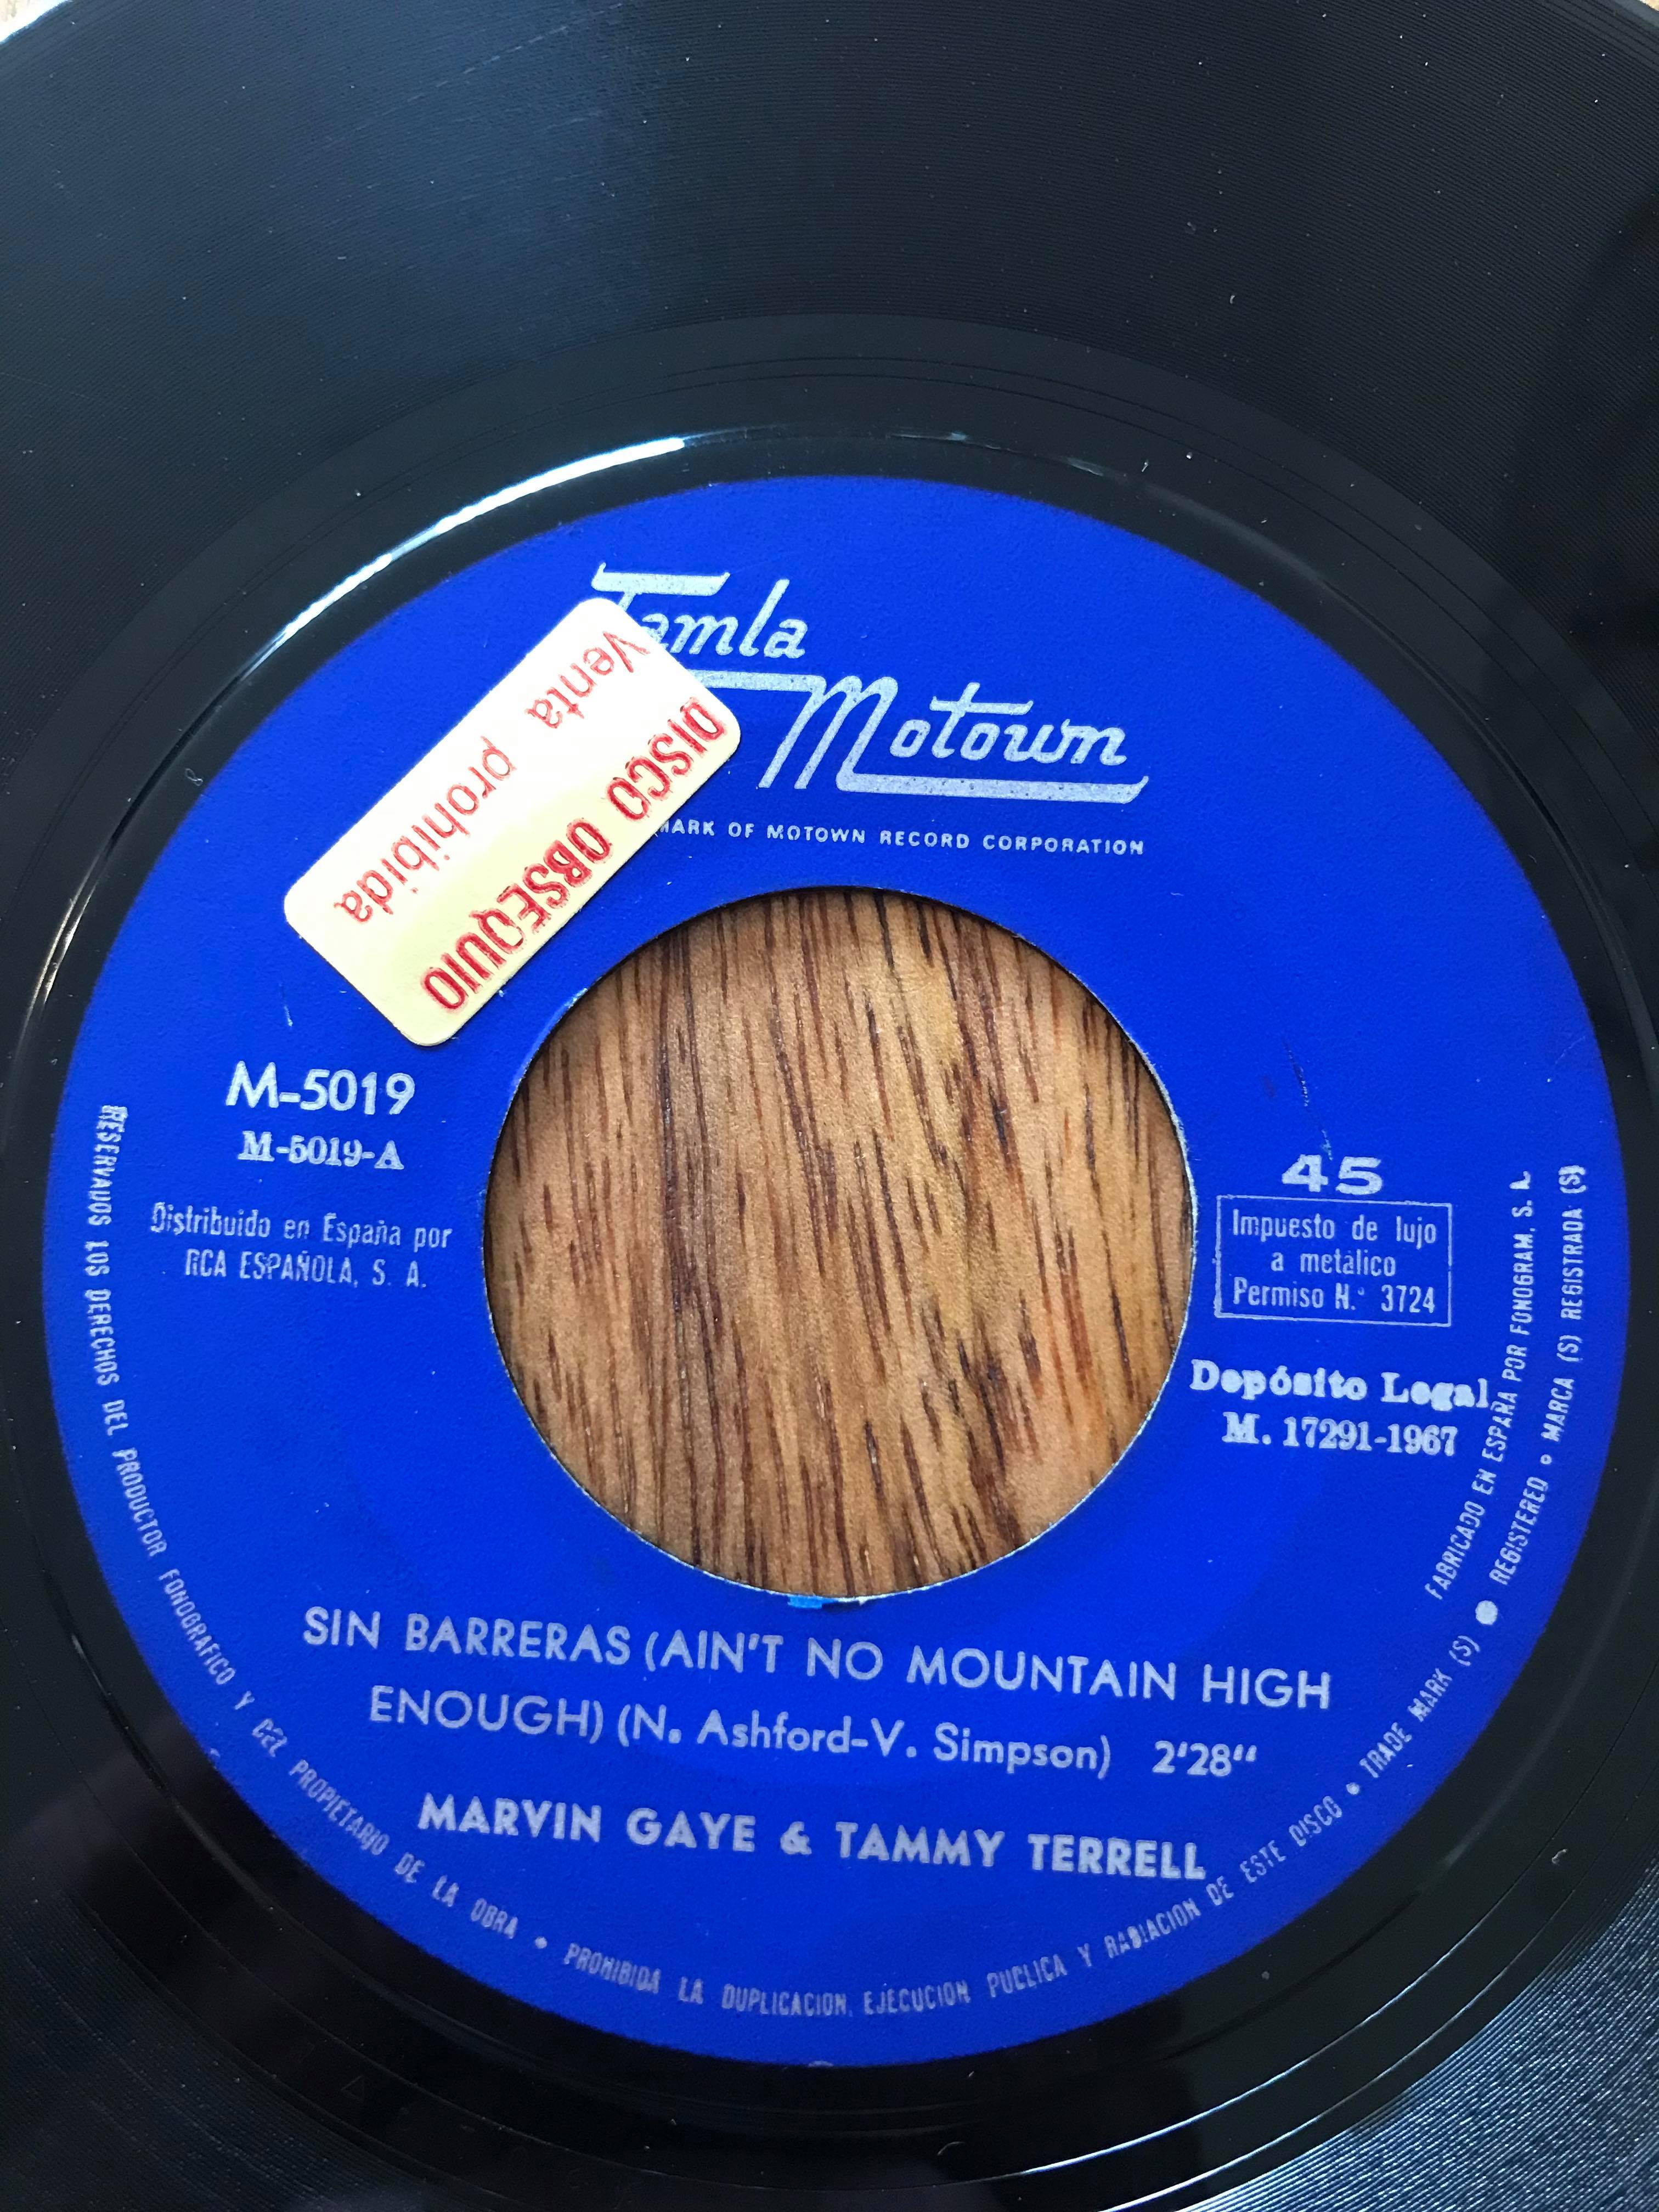 Tamla
Motown
MARK OF MOTOWN RECORD CORPORATION
DISCO OBSEQUIO
Venta prohibida
M-5019
M-5019-A
Distribuido en España por
RCA ESPAÑOLA, S. A.
45
Impuesto de lujo
a metálico
Permiso N.º 3724
Depósito Legal,
M. 17291-1967
SIN BARRERAS (AIN'T NO MOUNTAIN HIGH
ENOUGH) (N. Ashford-V. Simpson) 2'28"
MARVIN GAYE & TAMMY TERRELL
RESERVADOS LOS DERECHOS DEL PRODUCTOR FONOGRAFICO Y DEL PROPIETARIO DE LA OBRA • PROHIBIDA LA DUPLICACION, EJECUCION PUBLICA Y RADIACION DE ESTE DISCO • TRADE MARK (S) ● REGISTERED • MARCA (S) REGISTRADA (S)
FABRICADO EN ESPAÑA POR FONOGRAM, S. A.